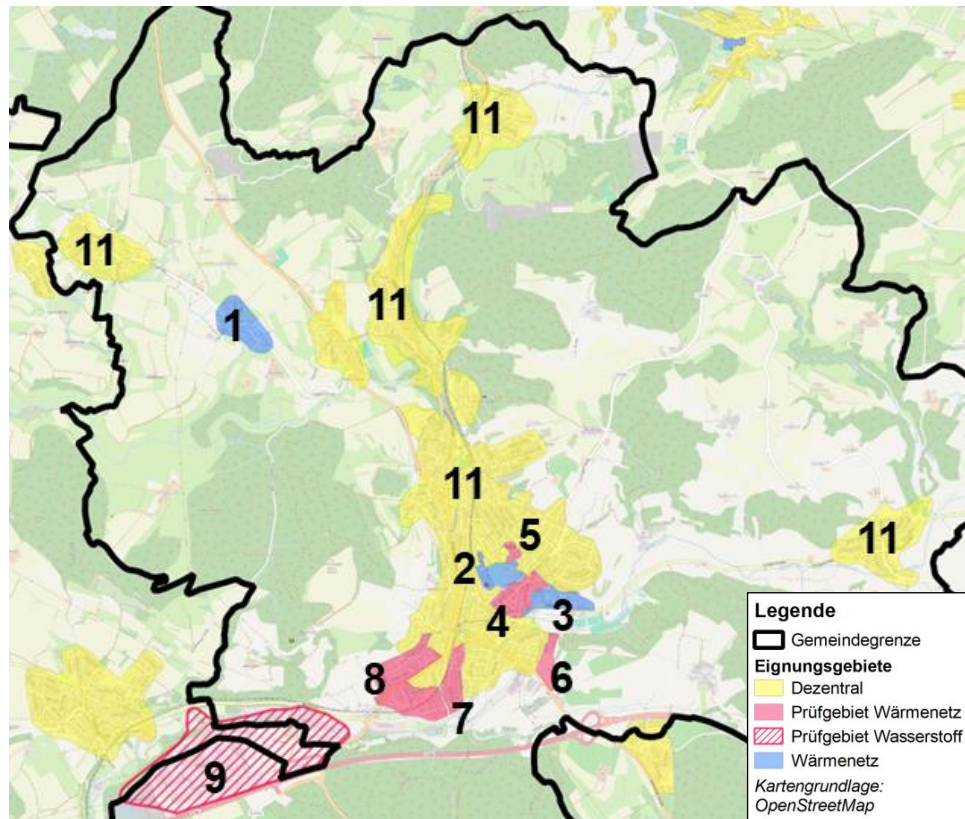 11
11
11
1
11
5
11
2
3
4
8
6
7
9
Legende
Gemeindegrenze
Eignungsgebiete
Dezentral
Prüfgebiet Wärmenetz
Prüfgebiet Wasserstoff
Wärmenetz
Kartengrundlage:
OpenStreetMap